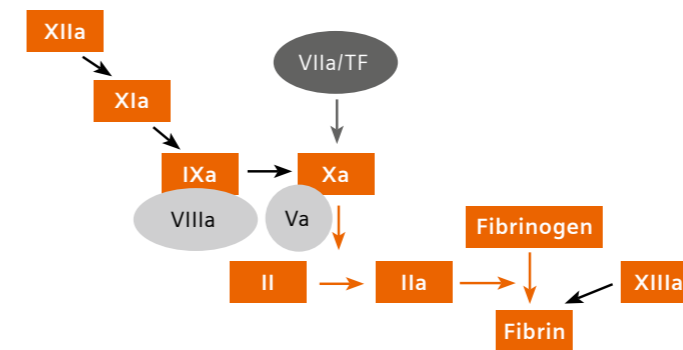 XIIa
VIIa/TF
XIa
IXa
Xa
VIIIa
Va
Fibrinogen
II
IIa
XIIIa
Fibrin